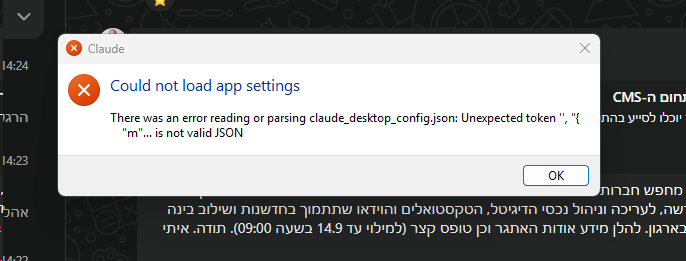 14:24
הרגל
14:23
אהלי
14:22
Claude
Could not load app settings
There was an error reading or parsing claude_desktop_config.json: Unexpected token '', "{
"m"... is not valid JSON
OK
תחום ה-CMS
יוכלו לסייע בהת
מחפש חברות
רשה, לעריכה וניהול נכסי הדיגיטל, הטקסטואלים והוידאו שתתמוך בחדשנות ושילוב בינה
בארגון. להלן מידע אודות האתגר וכן טופס קצר (למילוי עד 14.9 בשעה 09:00). תודה. איתי